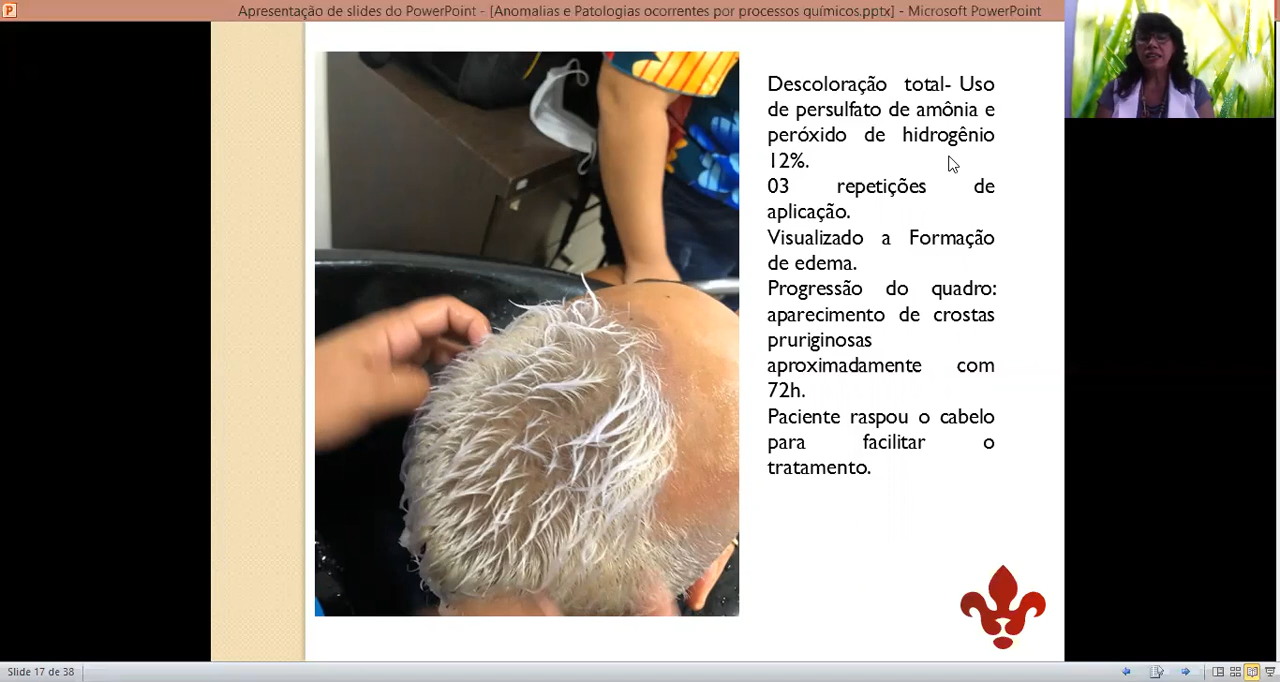 Apresentação de slides do PowerPoint - [Anomalias e Patologias ocorrentes por processos químicos.pptx] - Microsoft PowerPoint
Descoloração total- Uso
de persulfato de amônia e
peróxido de hidrogênio
12%.
03 repetições de
aplicação.
Visualizado a Formação
de edema.
Progressão do quadro:
aparecimento de crostas
pruriginosas
aproximadamente com
72h.
Paciente raspou o cabelo
para facilitar o
tratamento.
Slide 17 de 38